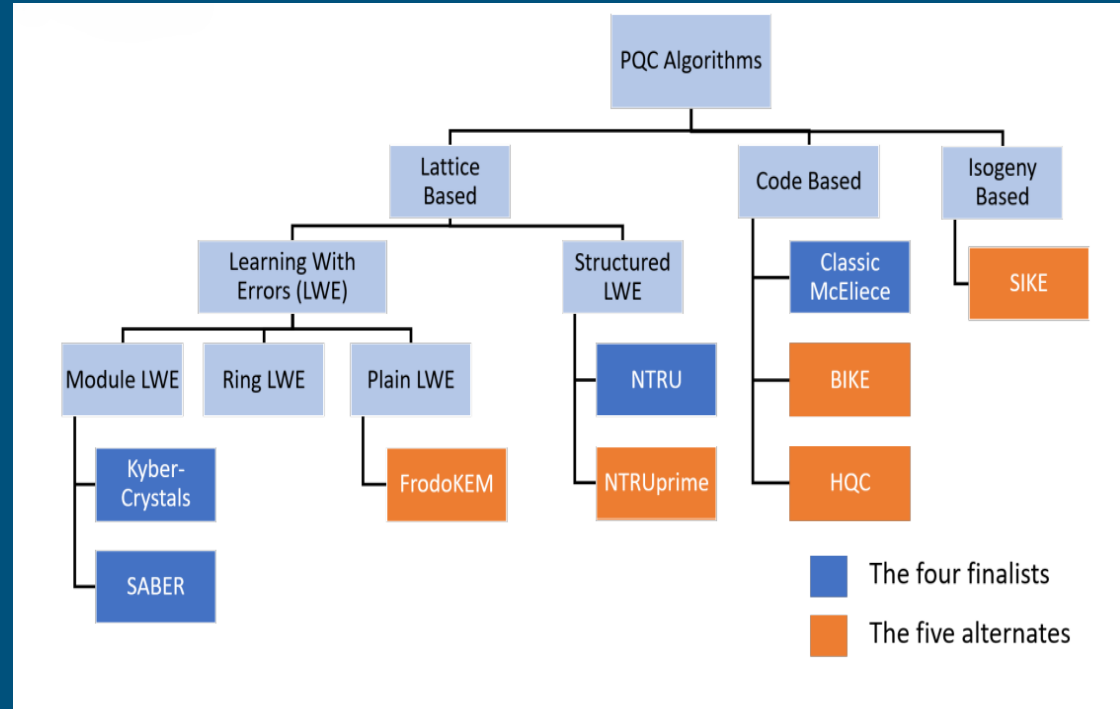 PQC Algorithms
Lattice
Based
Code Based
Isogeny
Based
Learning With
Errors (LWE)
Structured
LWE
Classic
McEliece
SIKE
Module LWE
Ring LWE
Plain LWE
NTRU
BIKE
Kyber-
Crystals
FrodoKEM
NTRUprime
HQC
SABER
The four finalists
The five alternates